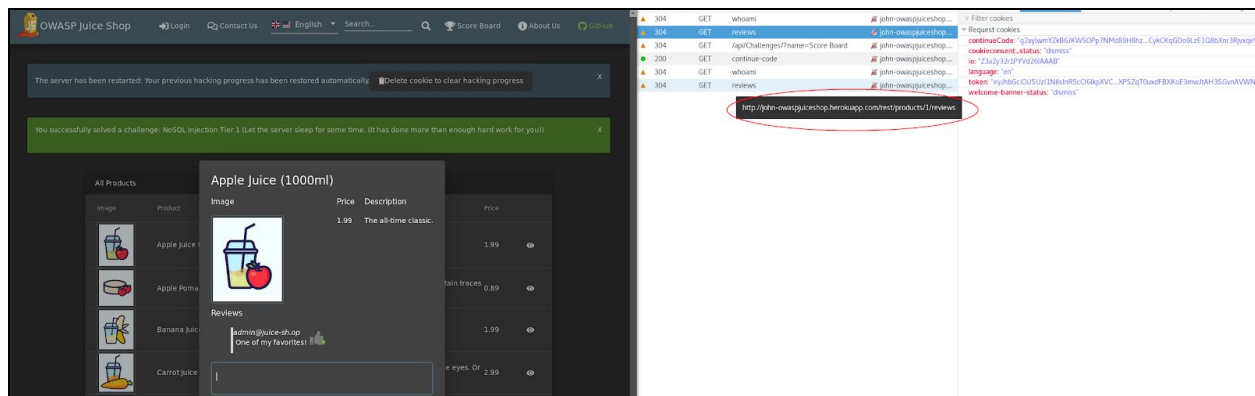 OWASP Juice Shop Login Contact Us English Search... Score Board About Us GitHub
The server has been restarted: Your previous hacking progress has been restored automatically. Delete cookie to clear hacking progress X
You successfully solved a challenge: NoSQL Injection Tier 1 (Let the server sleep for some time. (It has done more than enough hard work for you)) X
All Products
Image Product Price
Apple Juice 1.99
Apple Poma tain traces 0.89
Banana Juic 1.99
Carrot Juice e eyes. Or 2.99
Apple Juice (1000ml)
Image Price Description
1.99 The all-time classic.
Reviews
admin@juice-sh.op
One of my favorites!
304 GET whoami john-owaspjuiceshop....
304 GET reviews john-owaspjuiceshop....
304 GET /api/Challenges/?name=Score Board john-owaspjuiceshop....
200 GET continue-code john-owaspjuiceshop....
304 GET whoami john-owaspjuiceshop....
304 GET reviews john-owaspjuiceshop....
http://john-owaspjuiceshop.herokuapp.com/rest/products/1/reviews
Filter cookies
Request cookies
continueCode:
cookieconsent_status: "dismiss"
io:
language: "en"
token:
welcome-banner-status: "dismiss"